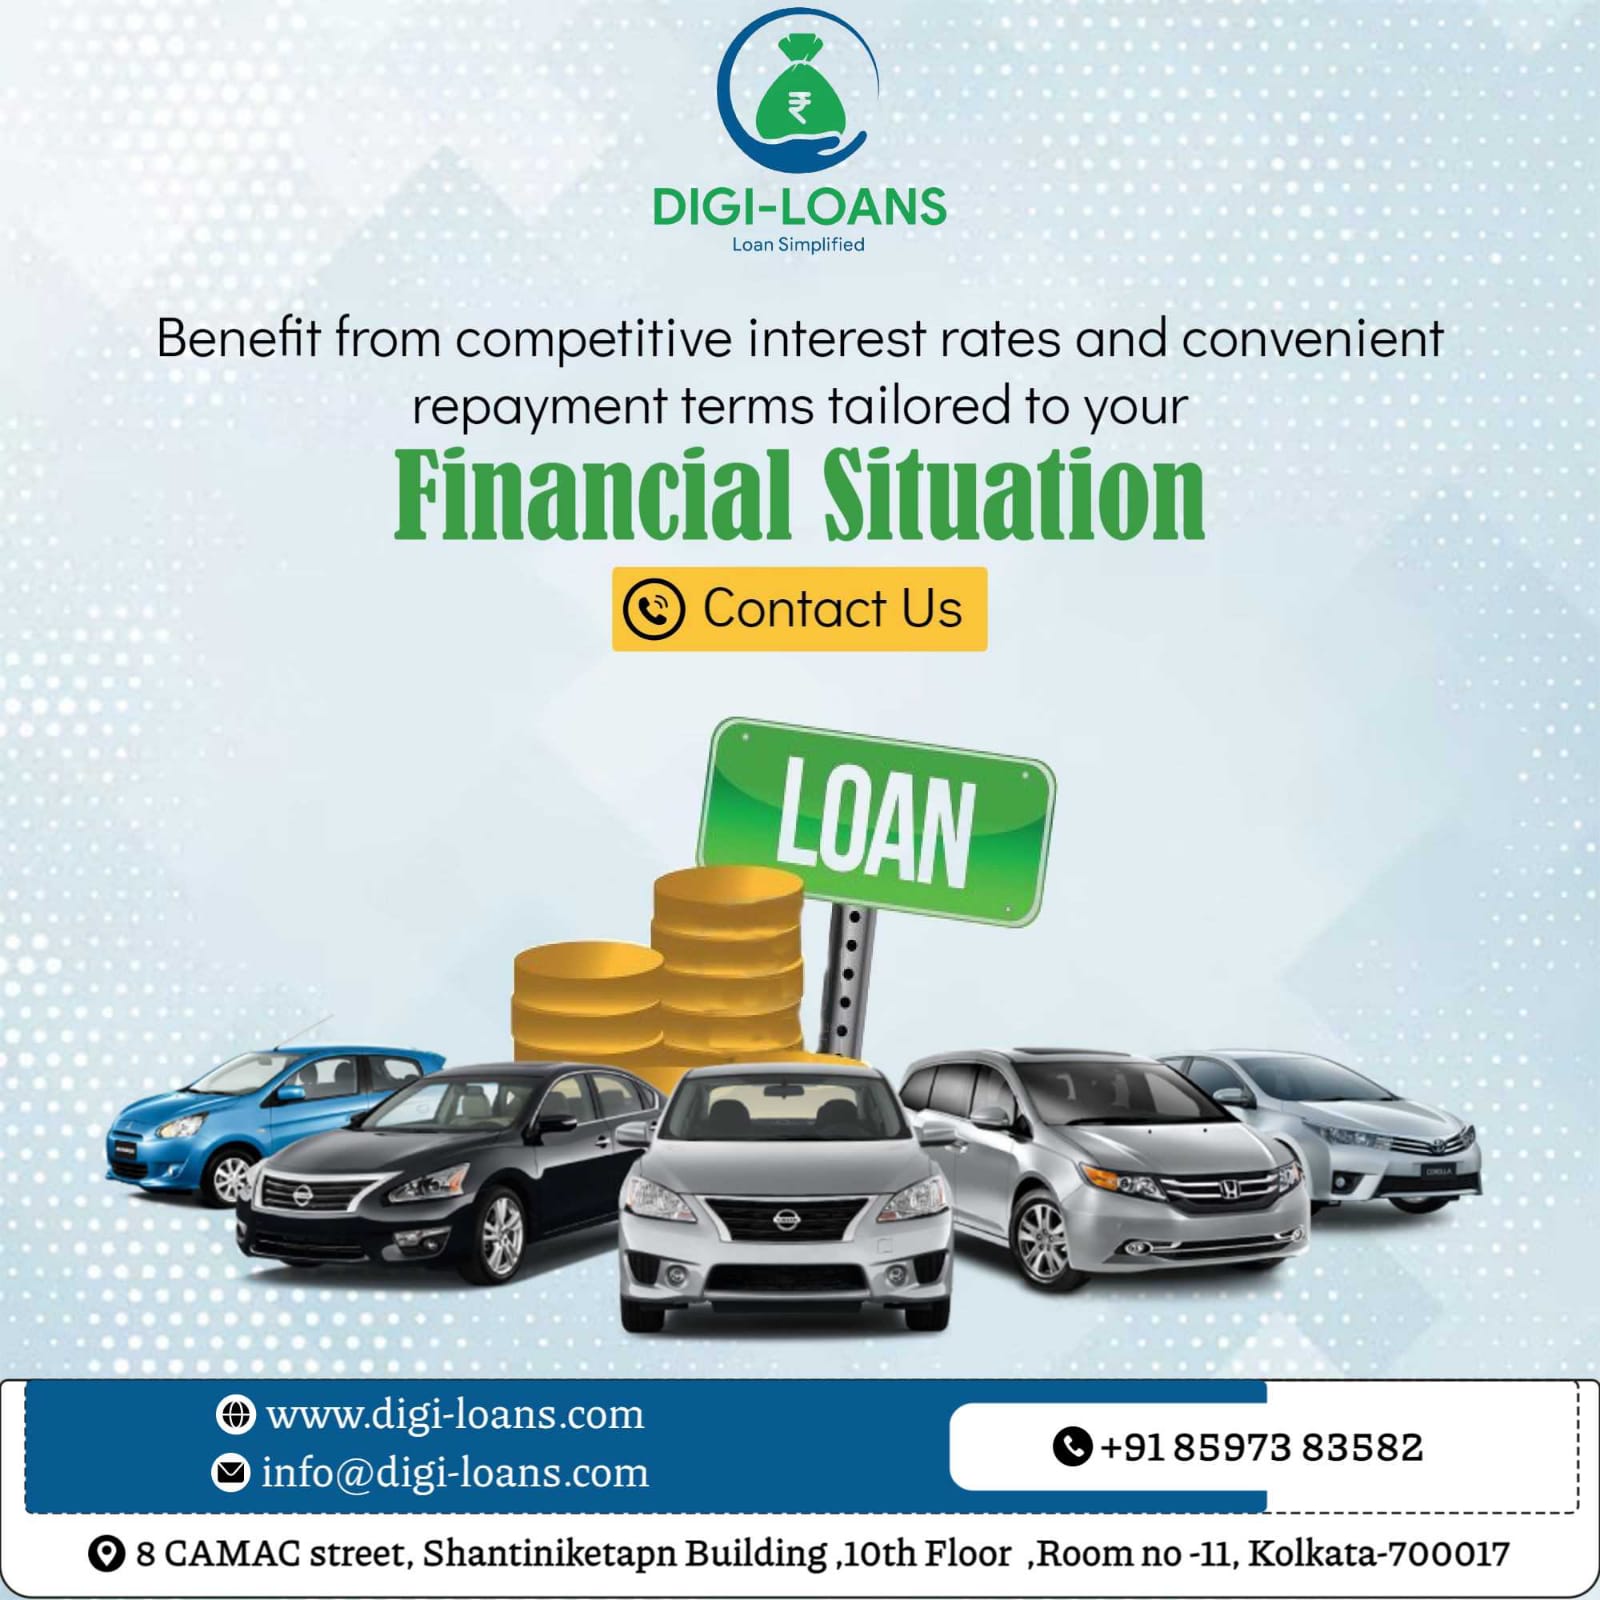 ₹
DIGI-LOANS
Loan Simplified
Benefit from competitive interest rates and convenient
repayment terms tailored to your
Financial Situation
Contact Us
LOAN
COROLLA
www.digi-loans.com
info@digi-loans.com
+91 85973 83582
8 CAMAC street, Shantiniketapn Building ,10th Floor ,Room no -11, Kolkata-700017